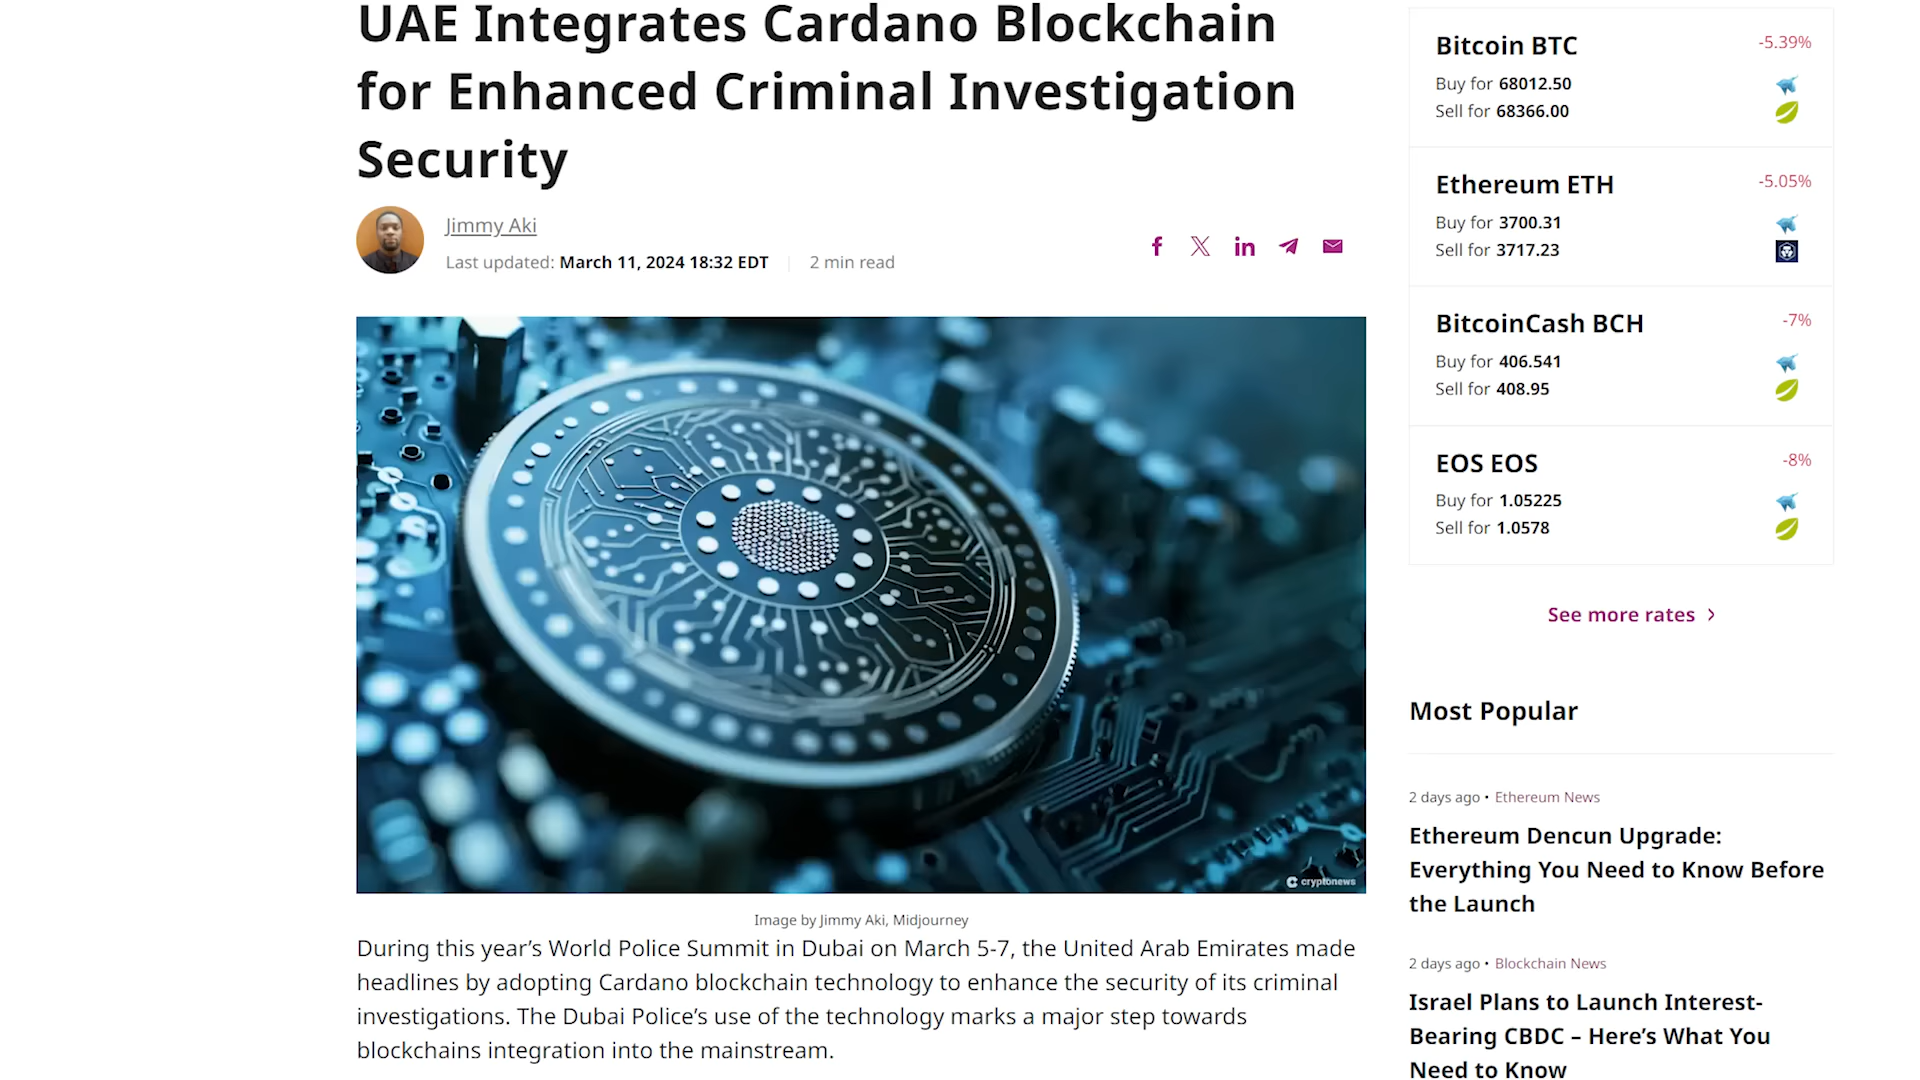 UAE Integrates Cardano Blockchain
for Enhanced Criminal Investigation
Security
Jimmy Aki
Last updated: March 11, 2024 18:32 EDT
2 min read
cryptonews
Image by Jimmy Aki, Midjourney
During this year’s World Police Summit in Dubai on March 5-7, the United Arab Emirates made
headlines by adopting Cardano blockchain technology to enhance the security of its criminal
investigations. The Dubai Police’s use of the technology marks a major step towards
blockchains integration into the mainstream.
Bitcoin BTC
-5.39%
Buy for 68012.50
Sell for 68366.00
Ethereum ETH
-5.05%
Buy for 3700.31
Sell for 3717.23
BitcoinCash BCH
-7%
Buy for 406.541
Sell for 408.95
EOS EOS
-8%
Buy for 1.05225
Sell for 1.0578
See more rates
Most Popular
2 days ago • Ethereum News
Ethereum Dencun Upgrade:
Everything You Need to Know Before
the Launch
2 days ago • Blockchain News
Israel Plans to Launch Interest-
Bearing CBDC – Here’s What You
Need to Know